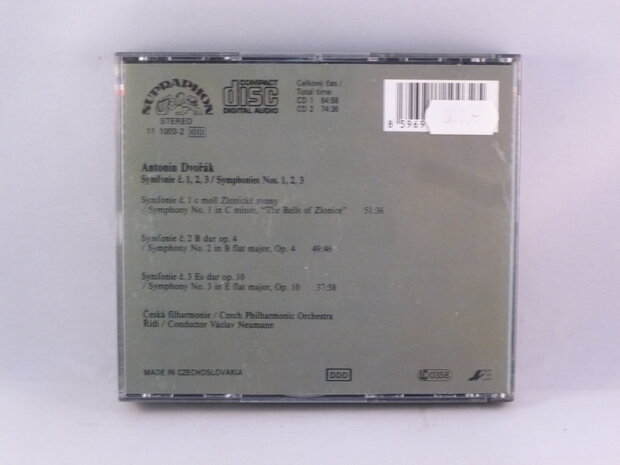 SUPRAPHON
STEREO
11 1003-2
COMPACT
disc
DIGITAL AUDIO
Celkový čas /
Total time
CD 1 64:56
CD 2 74:36
8 5969
Antonín Dvořák
Symfonie č. 1, 2, 3 / Symphonies Nos. 1, 2, 3
Symfonie č. 1 c moll Zlonické zvony
/ Symphony No. 1 in C minor, "The Bells of Zlonice" 51:36
Symfonie č. 2 B dur op. 4
/ Symphony No. 2 in B flat major, Op. 4 49:46
Symfonie č. 3 Es dur op. 10
/ Symphony No. 3 in E flat major, Op. 10 37:58
Česká filharmonie / Czech Philharmonic Orchestra
Řídí / Conductor Václav Neumann
MADE IN CZECHOSLOVAKIA
DDD
LC 0358